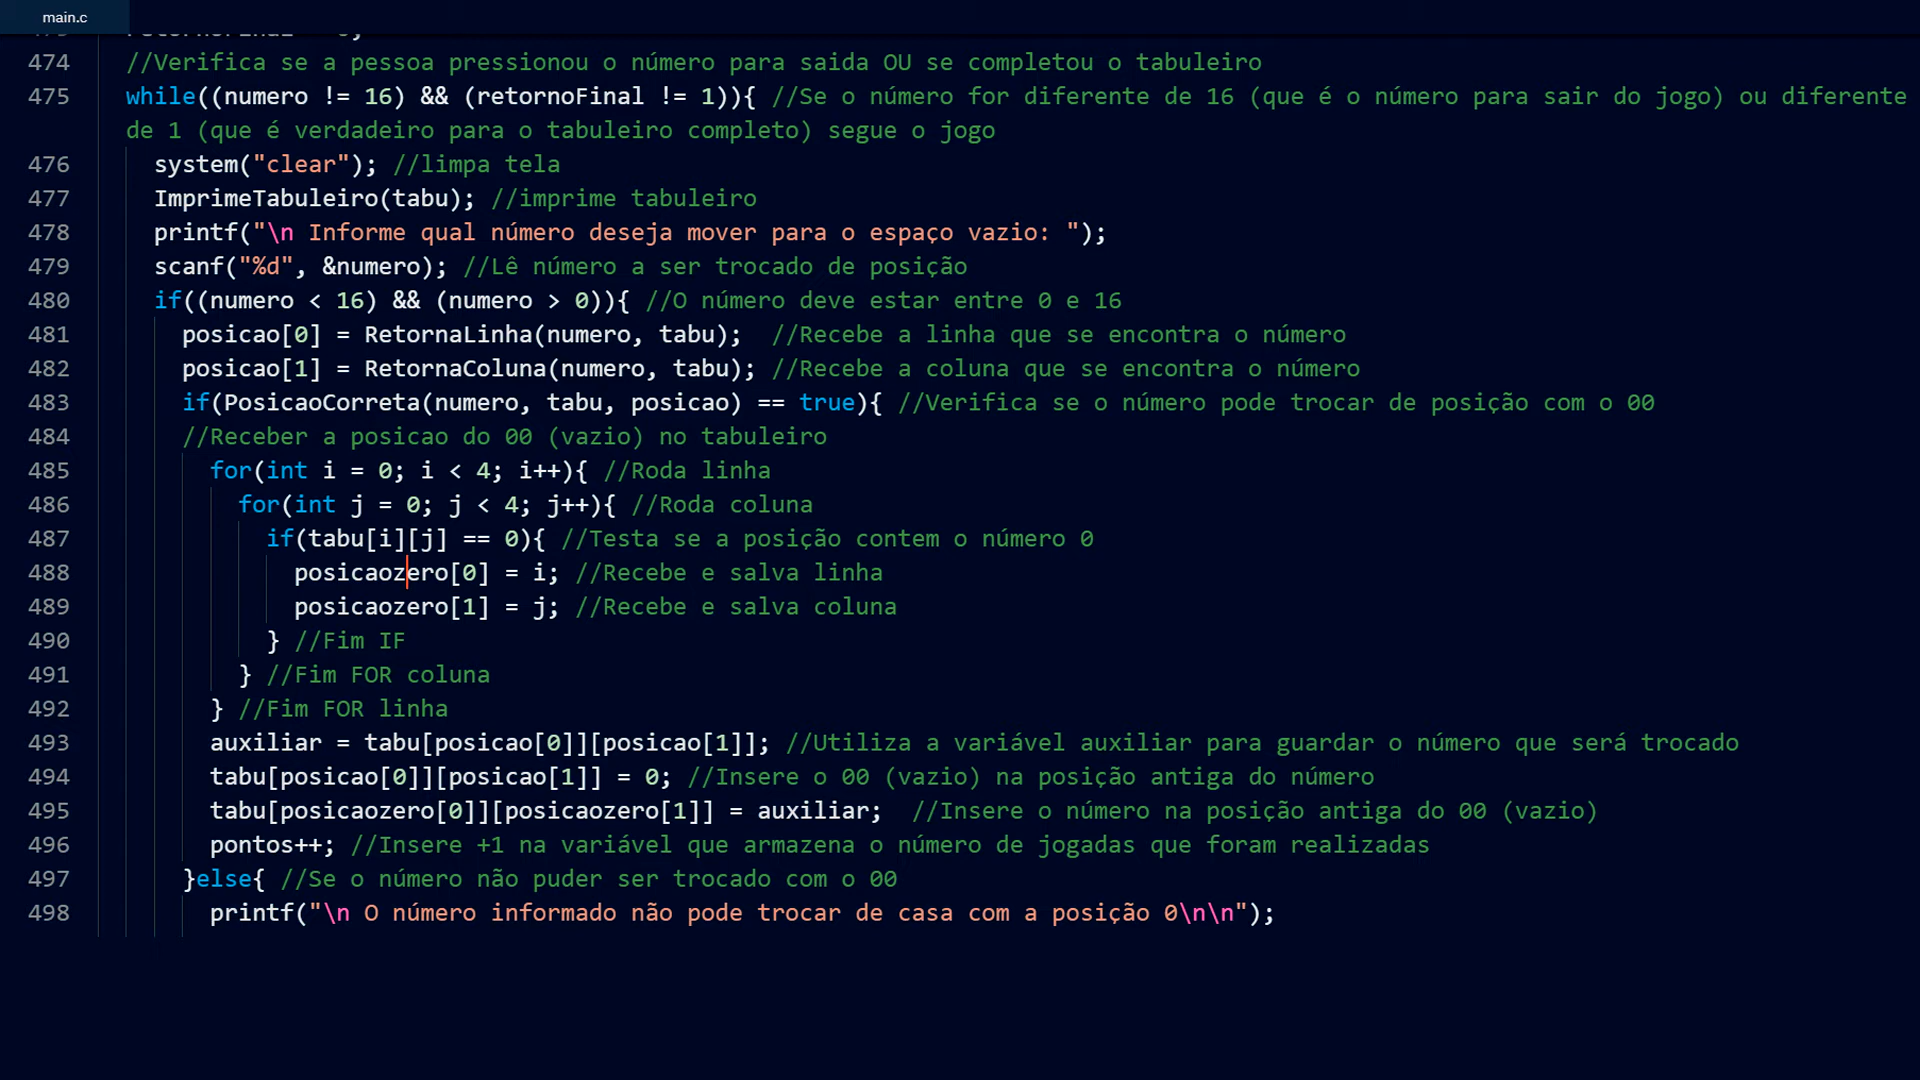 main.c
474 //Verifica se a pessoa pressionou o número para saida OU se completou o tabuleiro
475 while((numero != 16) && (retornoFinal != 1)){ //Se o número for diferente de 16 (que é o número para sair do jogo) ou diferente
de 1 (que é verdadeiro para o tabuleiro completo) segue o jogo
476 system("clear"); //limpa tela
477 ImprimeTabuleiro(tabu); //imprime tabuleiro
478 printf("\n Informe qual número deseja mover para o espaço vazio: ");
479 scanf("%d", &numero); //Lê número a ser trocado de posição
480 if((numero < 16) && (numero > 0)){ //O número deve estar entre 0 e 16
481 posicao[0] = RetornaLinha(numero, tabu);  //Recebe a linha que se encontra o número
482 posicao[1] = RetornaColuna(numero, tabu); //Recebe a coluna que se encontra o número
483 if(PosicaoCorreta(numero, tabu, posicao) == true){ //Verifica se o número pode trocar de posição com o 00
484 //Receber a posicao do 00 (vazio) no tabuleiro
485 for(int i = 0; i < 4; i++){ //Roda linha
486 for(int j = 0; j < 4; j++){ //Roda coluna
487 if(tabu[i][j] == 0){ //Testa se a posição contem o número 0
488 posicaozero[0] = i; //Recebe e salva linha
489 posicaozero[1] = j; //Recebe e salva coluna
490 } //Fim IF
491 } //Fim FOR coluna
492 } //Fim FOR linha
493 auxiliar = tabu[posicao[0]][posicao[1]]; //Utiliza a variável auxiliar para guardar o número que será trocado
494 tabu[posicao[0]][posicao[1]] = 0; //Insere o 00 (vazio) na posição antiga do número
495 tabu[posicaozero[0]][posicaozero[1]] = auxiliar;  //Insere o número na posição antiga do 00 (vazio)
496 pontos++; //Insere +1 na variável que armazena o número de jogadas que foram realizadas
497 }else{ //Se o número não puder ser trocado com o 00
498 printf("\n O número informado não pode trocar de casa com a posição 0\n\n");